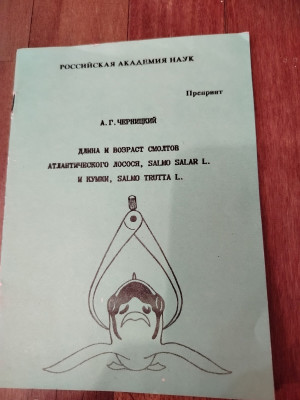 РОССИЙСКАЯ АКАДЕМИЯ НАУК
Препринт
А.Г.ЧЕРНИЦКИЙ
ДЛИНА И ВОЗРАСТ СМОЛТОВ
АТЛАНТИЧЕСКОГО ЛОСОСЯ, SALMO SALAR L.
И КУМЖИ, SALMO TRUTTA L.